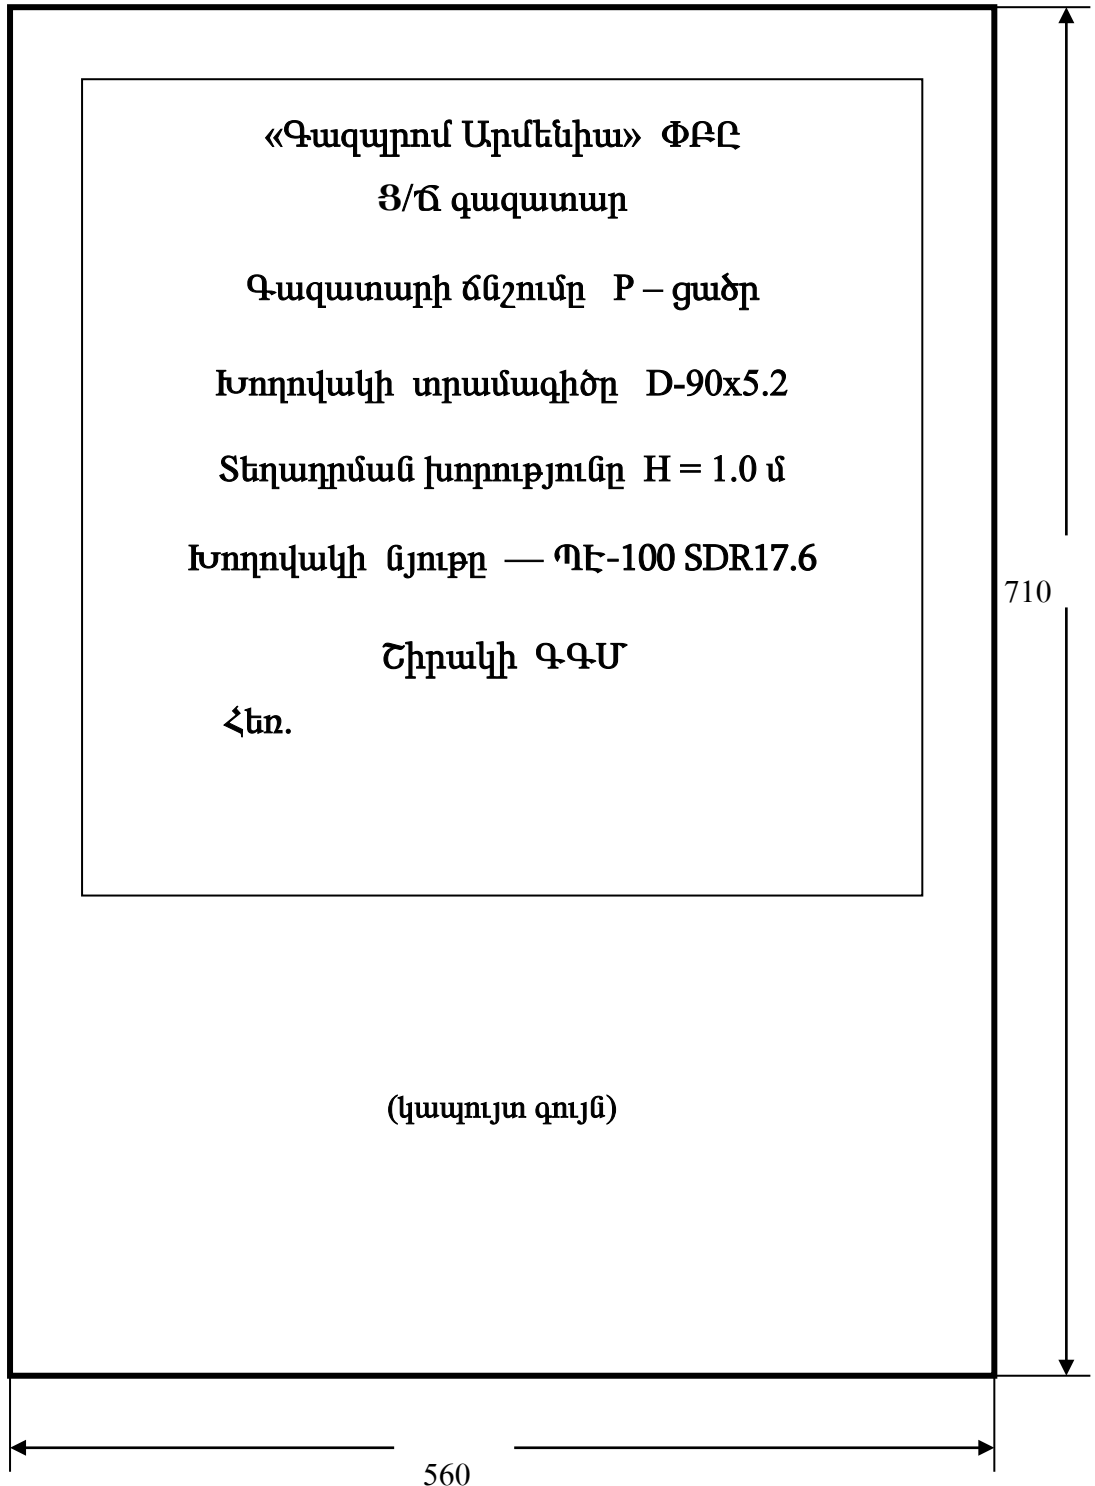 «Գազպրոմ Արմենիա» ՓԲԸ
Ց/Ճ գազատար
Գազատարի ճնշումը P – ցածր
Խողովակի տրամագիծը D-90x5.2
Տեղադրման խորությունը H = 1.0 մ
Խողովակի նյութը — ՊԷ-100 SDR17.6
710
Շիրակի ԳԳՄ
Հեռ.
(կապույտ գույն)
560